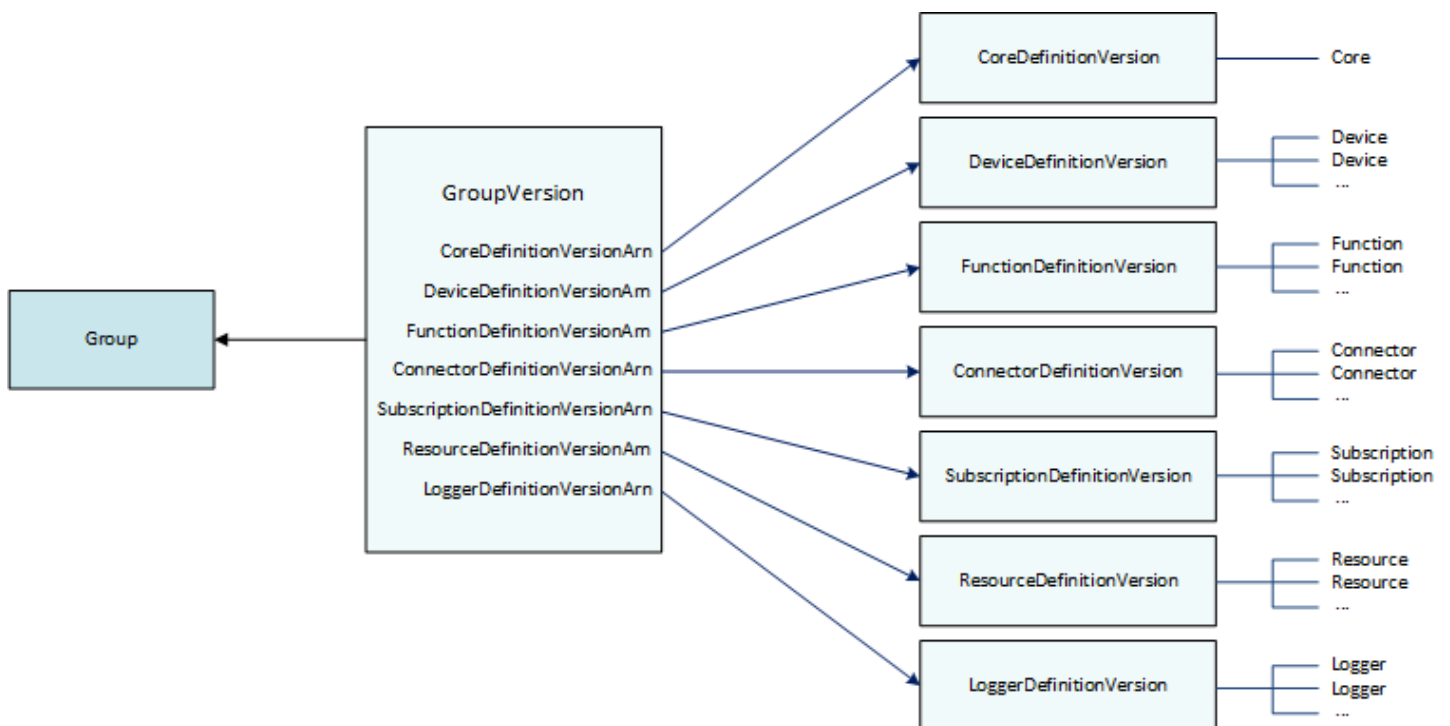 Group
GroupVersion
CoreDefinitionVersionArn
DeviceDefinitionVersionArn
FunctionDefinitionVersionArn
ConnectorDefinitionVersionArn
SubscriptionDefinitionVersionArn
ResourceDefinitionVersionArn
LoggerDefinitionVersionArn
CoreDefinitionVersion
Core
DeviceDefinitionVersion
Device
Device
...
FunctionDefinitionVersion
Function
Function
...
ConnectorDefinitionVersion
Connector
Connector
...
SubscriptionDefinitionVersion
Subscription
Subscription
...
ResourceDefinitionVersion
Resource
Resource
...
LoggerDefinitionVersion
Logger
Logger
...